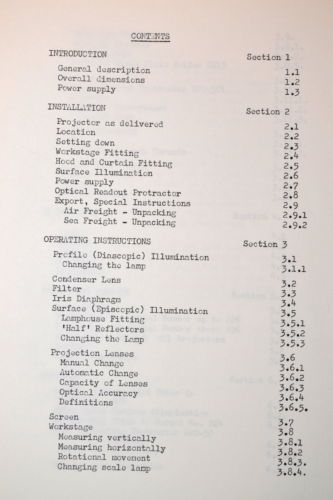 CONTENTS
INTRODUCTION Section 1
General description 1.1
Overall dimensions 1.2
Power supply 1.3
INSTALLATION Section 2
Projector as delivered 2.1
Location 2.2
Setting down 2.3
Workstage Fitting 2.4
Hood and Curtain Fitting 2.5
Surface Illumination 2.6
Power supply 2.7
Optical Readout Protractor 2.8
Export, Special Instructions 2.9
Air Freight - Unpacking 2.9.1
Sea Freight - Unpacking 2.9.2
OPERATING INSTRUCTIONS Section 3
Profile (Diascopic) Illumination 3.1
Changing the lamp 3.1.1
Condenser Lens 3.2
Filter 3.3
Iris Diaphragm 3.4
Surface (Episcopic) Illumination 3.5
Lamphouse Fitting 3.5.1
'Half' Reflectors 3.5.2
Changing the Lamp 3.5.3
Projection Lenses 3.6
Manual Change 3.6.1
Automatic Change 3.6.2
Capacity of Lenses 3.6.3
Optical Accuracy 3.6.4
Definitions 3.6.5.
Screen 3.7
Workstage 3.8
Measuring vertically 3.8.1
Measuring horizontally 3.8.2
Rotational movement 3.8.3.
Changing scale lamp 3.8.4.